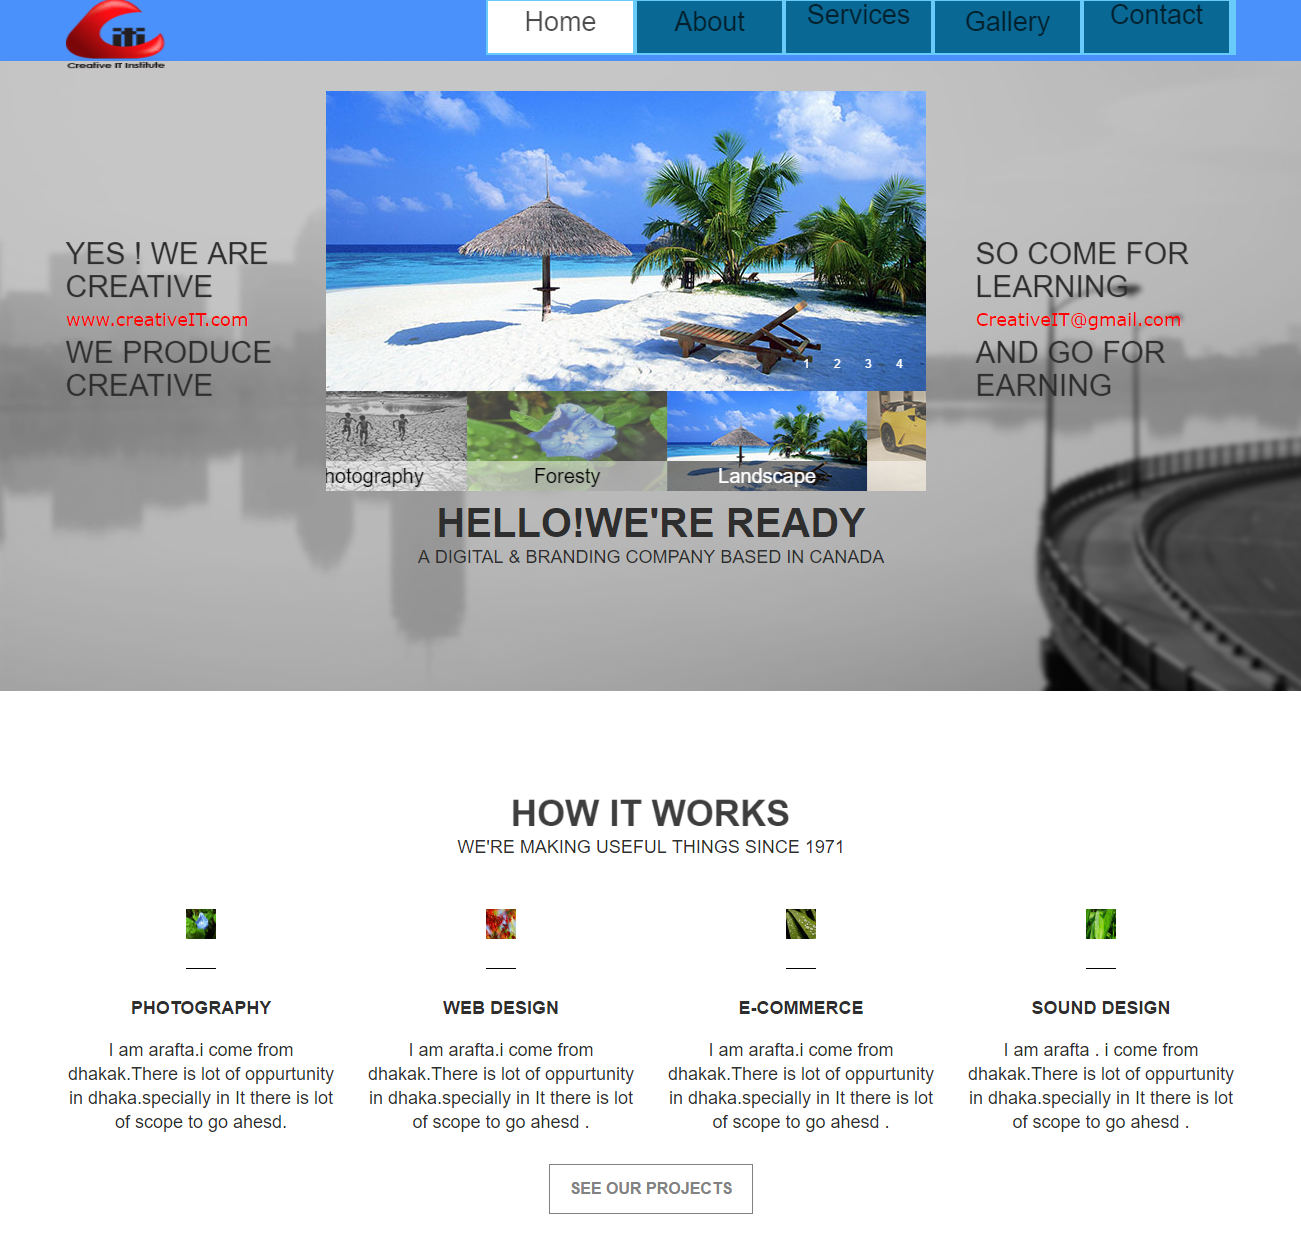 citi
Creative IT Institute
Home
About
Services
Gallery
Contact
YES ! WE ARE
CREATIVE
www.creativeIT.com
WE PRODUCE
CREATIVE
SO COME FOR
LEARNING
CreativeIT@gmail.com
AND GO FOR
EARNING
1 2 3 4
hotography
Foresty
Landscape
HELLO!WE'RE READY
A DIGITAL & BRANDING COMPANY BASED IN CANADA
HOW IT WORKS
WE'RE MAKING USEFUL THINGS SINCE 1971
PHOTOGRAPHY
I am arafta.i come from
dhakak.There is lot of oppurtunity
in dhaka.specially in It there is lot
of scope to go ahesd.
WEB DESIGN
I am arafta.i come from
dhakak.There is lot of oppurtunity
in dhaka.specially in It there is lot
of scope to go ahesd .
E-COMMERCE
I am arafta.i come from
dhakak.There is lot of oppurtunity
in dhaka.specially in It there is lot
of scope to go ahesd .
SOUND DESIGN
I am arafta . i come from
dhakak.There is lot of oppurtunity
in dhaka.specially in It there is lot
of scope to go ahesd .
SEE OUR PROJECTS